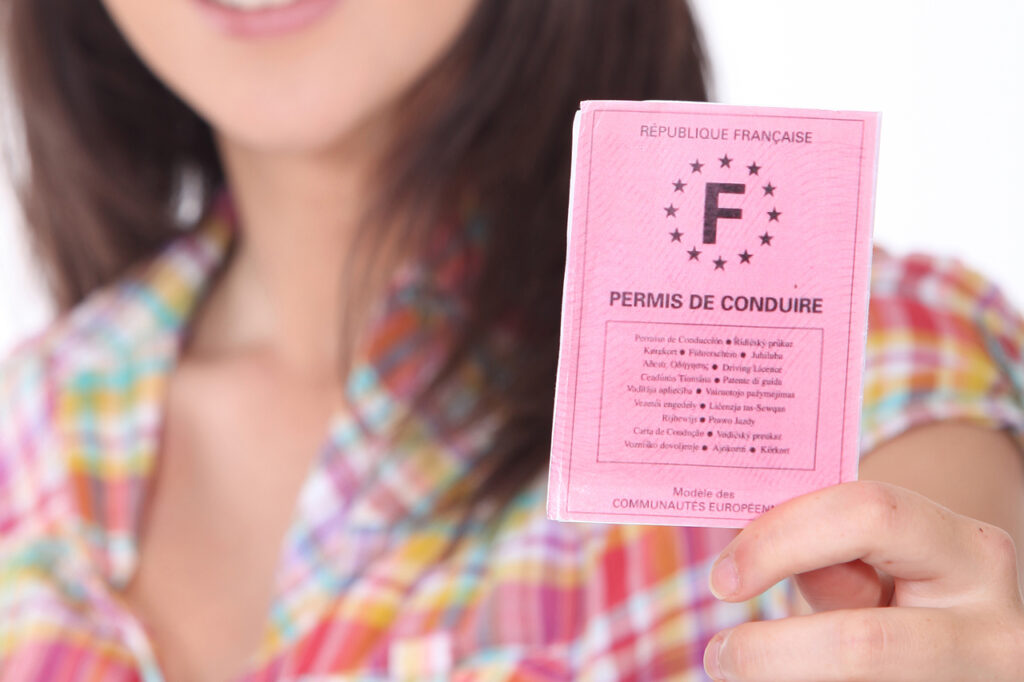 RÉPUBLIQUE FRANÇAISE
F
PERMIS DE CONDUIRE
Permiso de Conducción ● Řidičský průkaz
Kørekort ● Führerschein ● Juhiluba
Άδεια Οδήγησης ● Driving Licence
Ceadúnas Tiomána ● Patente di guida
Vadītāja apliecība ● Vairuotojo pažymėjimas
Vezetői engedély ● Liċenzja tas-Sewqan
Rijbewijs ● Prawo Jazdy
Carta de Condução ● Vodičský preukaz
Vozniško dovoljenje ● Ajokortti ● Körkort
Modèle des
COMMUNAUTÉS EUROPÉEN